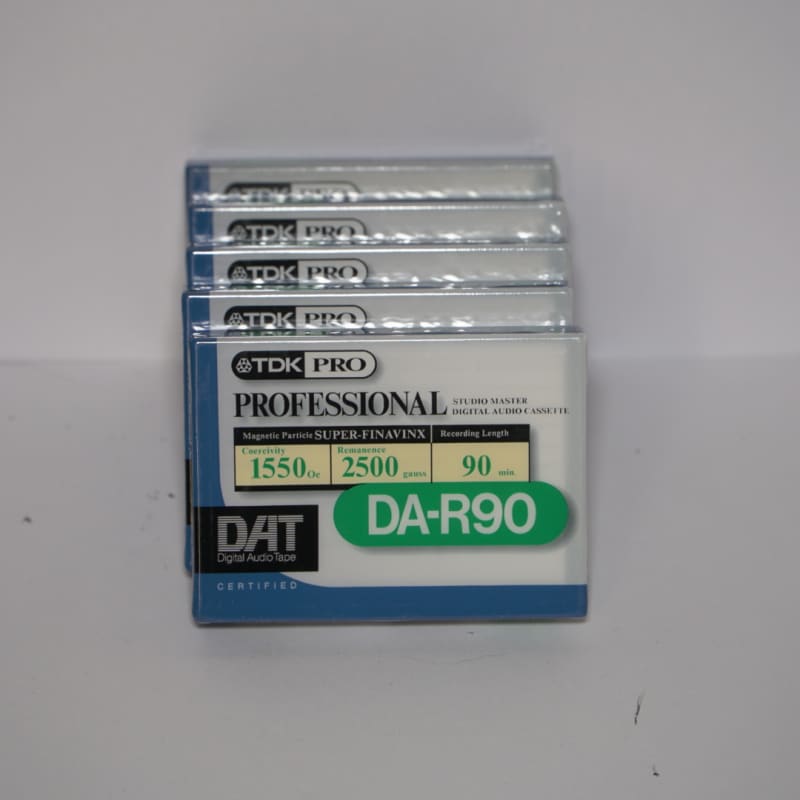 TDK PRO
TDK PRO
TDK PRO
TDK PRO
TDK PRO
PROFESSIONAL STUDIO MASTER
DIGITAL AUDIO CASSETTE
Magnetic Particle SUPER-FINAVINX Recording Length
Coercivity Remanence
1550 Oe 2500 gauss 90 min.
DA-R90
DAT
Digital Audio Tape
CERTIFIED